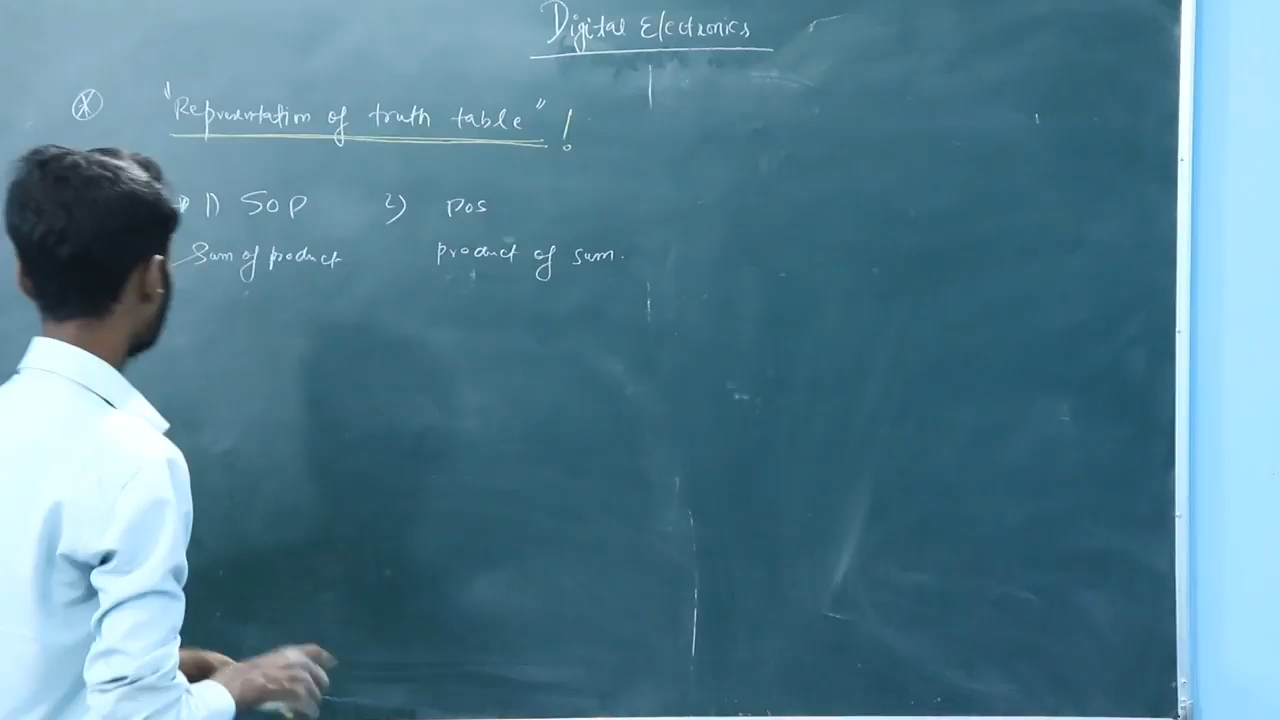 Digital Electronics
"Representation of truth table" !
1) SOP 2) POS
Sum of product product of sum.